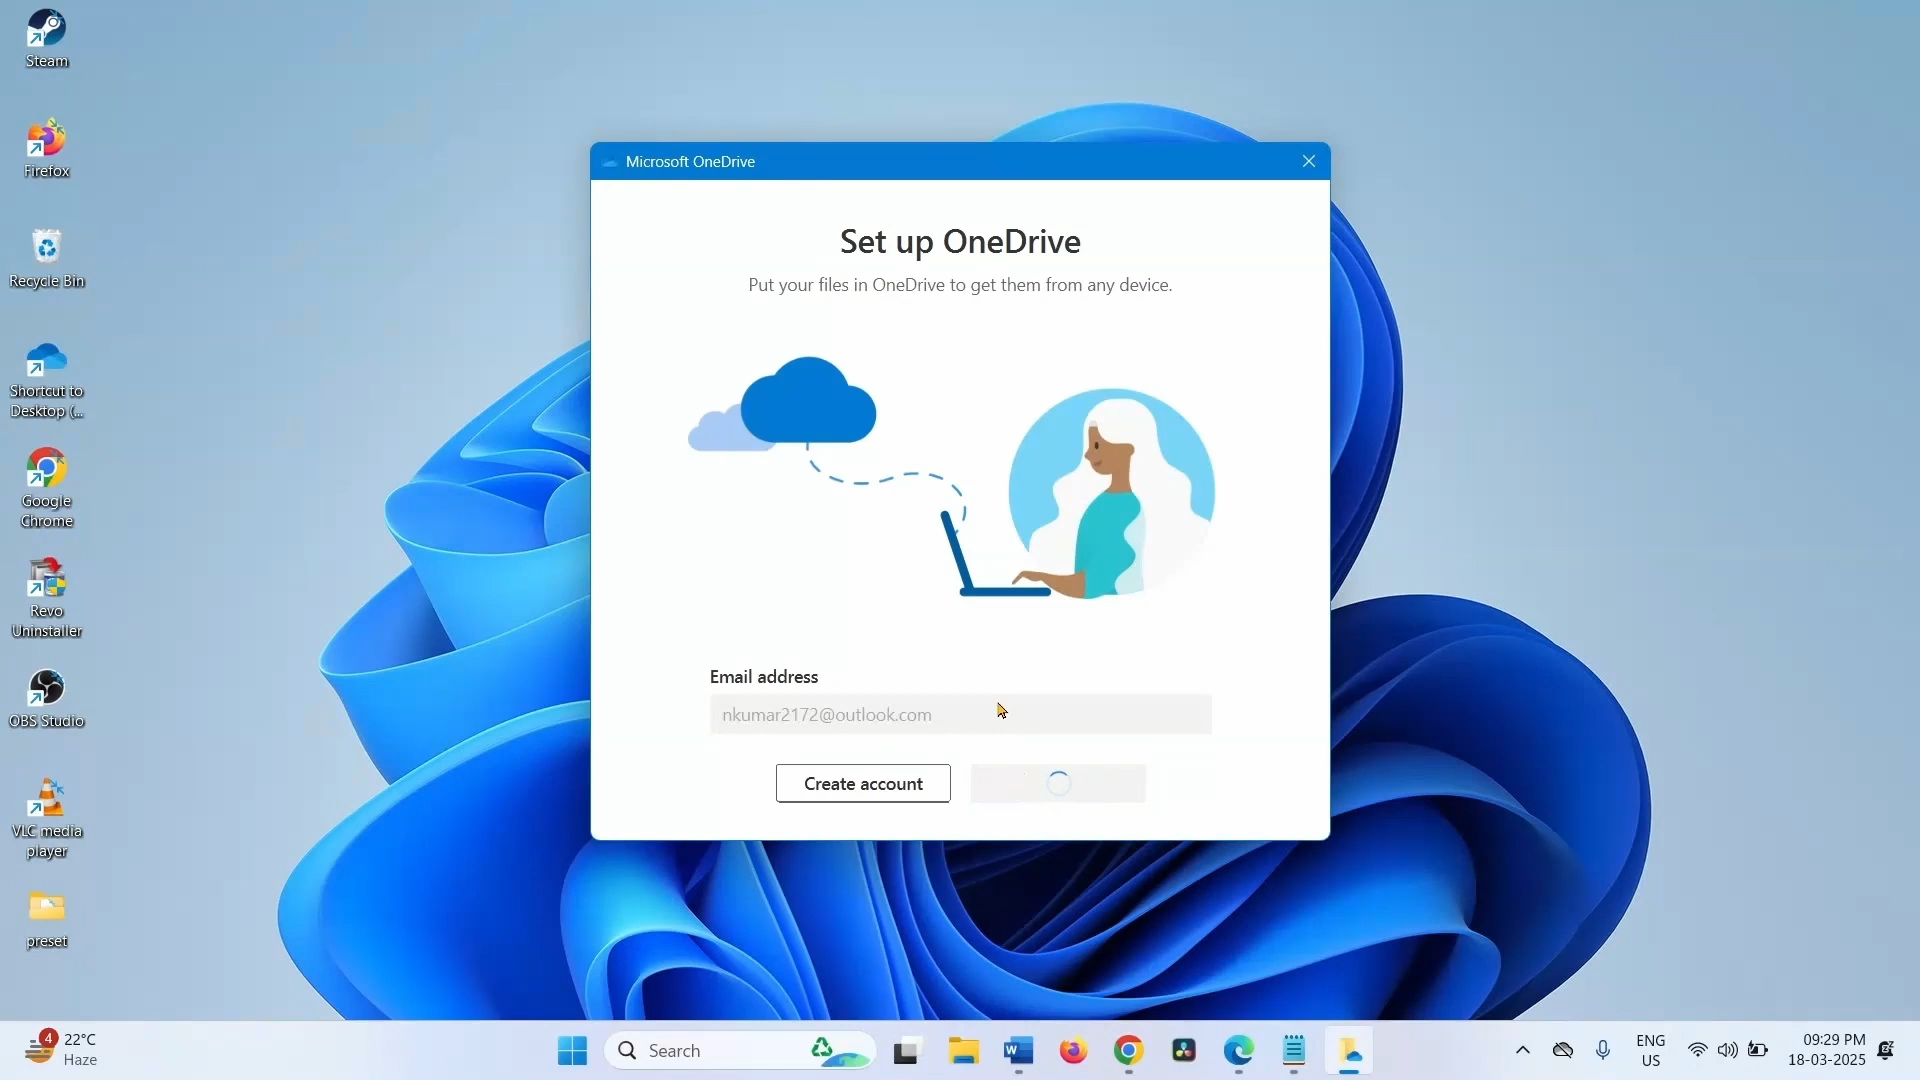 Steam
Firefox
Recycle Bin
Shortcut to
Desktop (...
Google
Chrome
Revo
Uninstaller
OBS Studio
VLC media
player
preset
Microsoft OneDrive
Set up OneDrive
Put your files in OneDrive to get them from any device.
Email address
nkumar2172@outlook.com
Create account
4
22°C
Haze
Search
W
ENG
US
09:29 PM
18-03-2025